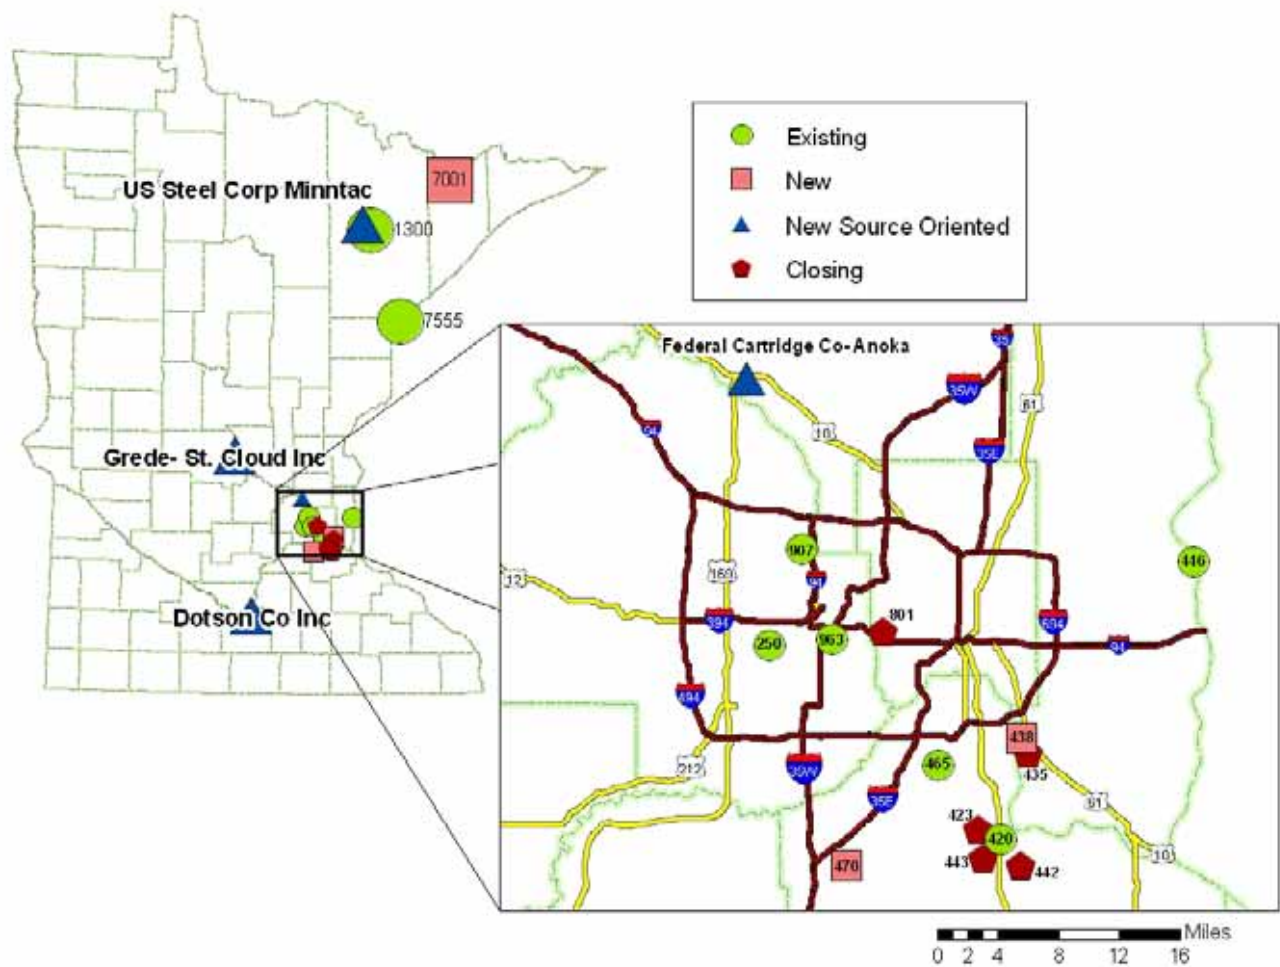 US Steel Corp Minntac
7001
1300
7555
Grede- St. Cloud Inc
Dotson Co Inc
Existing
New
New Source Oriented
Closing
Federal Cartridge Co-Anoka
35
35W
61
94
10
35E
907
446
12
169
94
394
250
963
801
694
94
494
438
212
35W
465
435
35E
61
423
420
10
443
442
470
Miles
0 2 4 8 12 16